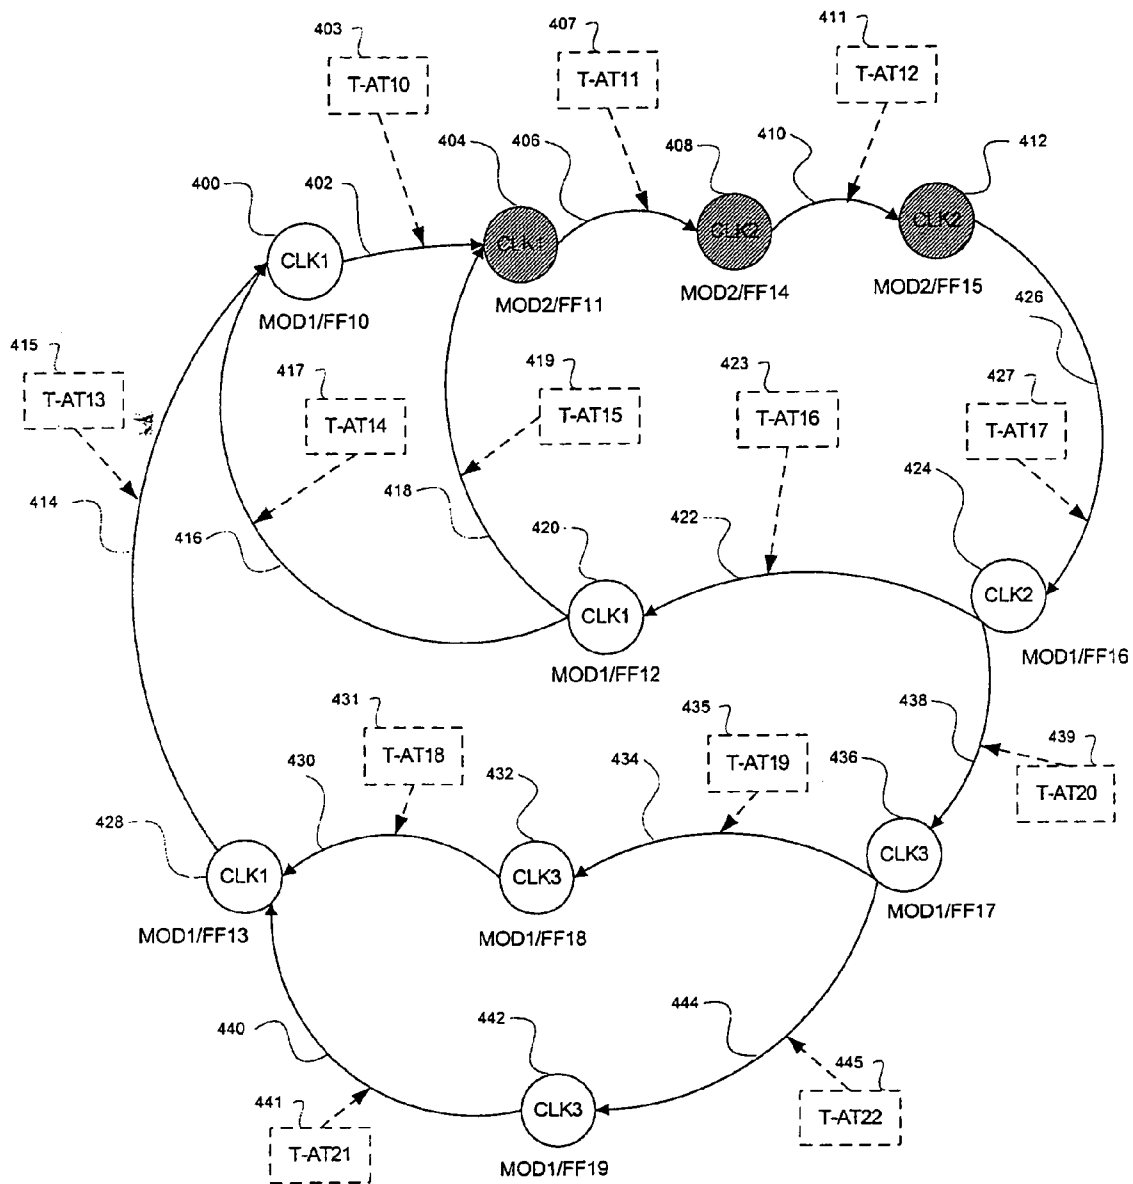 403
407
411
T-AT10
T-AT11
T-AT12
404
406
408
410
412
400
402
CLK1
CLK1
CLK2
CLK2
MOD1/FF10
MOD2/FF11
MOD2/FF14
MOD2/FF15
426
415
417
419
423
427
T-AT13
T-AT14
T-AT15
T-AT16
T-AT17
414
416
418
420
422
424
CLK1
CLK2
MOD1/FF12
MOD1/FF16
431
435
438
439
430
432
434
436
T-AT18
T-AT19
T-AT20
428
CLK1
CLK3
CLK3
MOD1/FF13
MOD1/FF18
MOD1/FF17
440
442
444
441
445
T-AT21
CLK3
T-AT22
MOD1/FF19